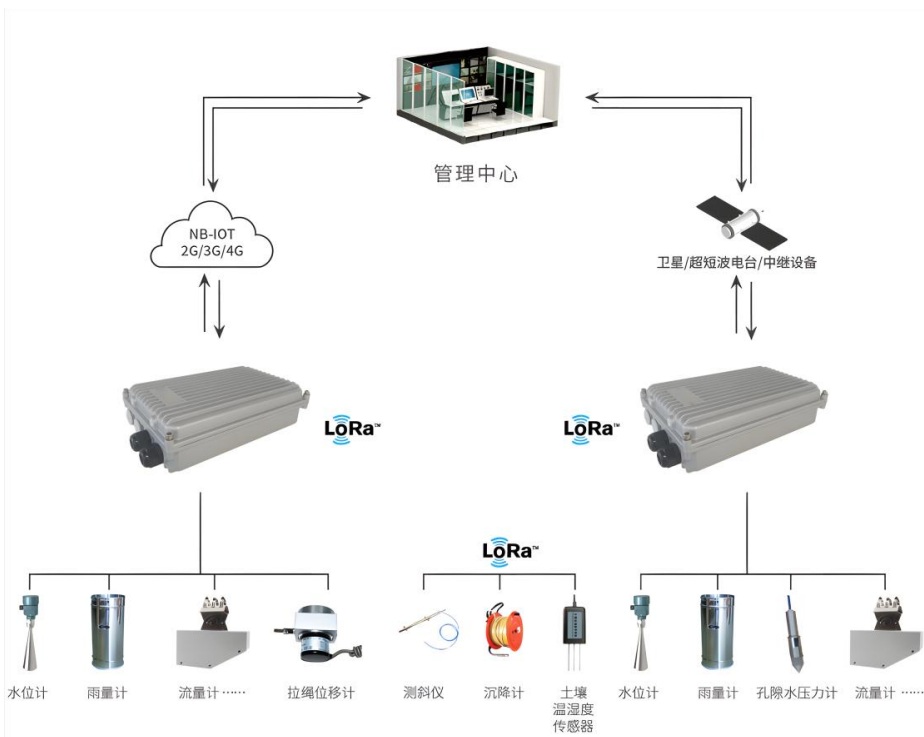 管理中心
NB-IOT
2G/3G/4G
卫星/超短波电台/中继设备
LoRa™
LoRa™
LoRa™
水位计
雨量计
流量计……
拉绳位移计
测斜仪
沉降计
土壤
温湿度
传感器
水位计
雨量计
孔隙水压力计
流量计……